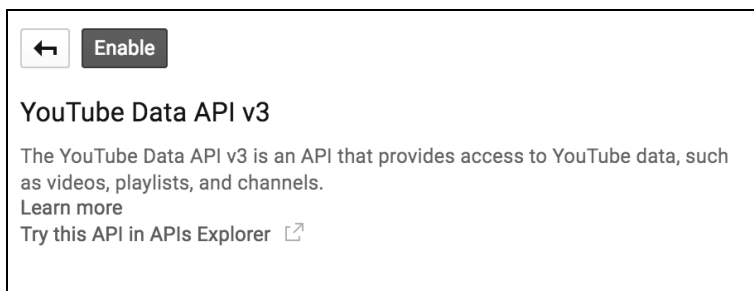 Enable
YouTube Data API v3
The YouTube Data API v3 is an API that provides access to YouTube data, such
as videos, playlists, and channels.
Learn more
Try this API in APIs Explorer